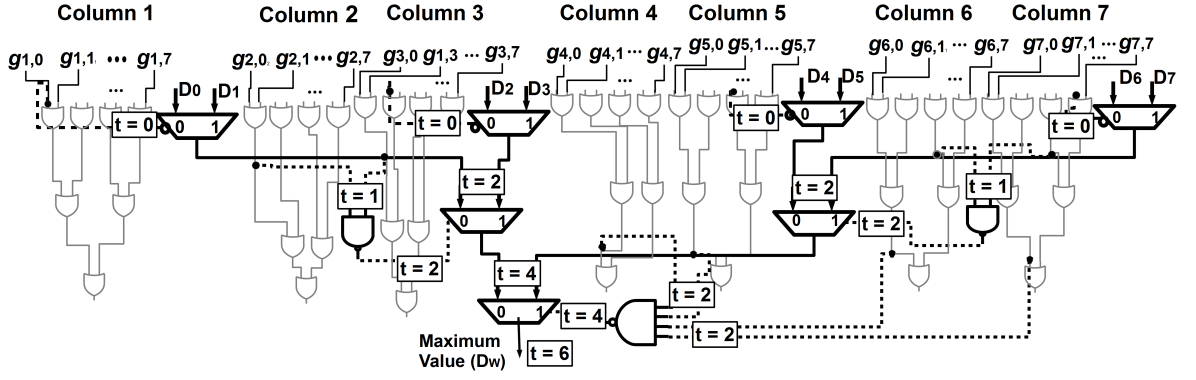 Column 1 Column 2 Column 3 Column 4 Column 5 Column 6 Column 7
g1,0 g1,1 ... g1,7 g2,0 g2,1 ... g2,7 g3,0 g1,3 ... g3,7 g4,0 g4,1 ... g4,7 g5,0 g5,1 ... g5,7 g6,0 g6,1 ... g6,7 g7,0 g7,1 ... g7,7
... ... ... ... ... ... ...
D0 D1 D2 D3 D4 D5 D6 D7
t = 0 0 1 t = 0 0 1 t = 0 0 1 t = 0 0 1
t = 1 t = 2 t = 2 t = 1
0 1 0 1 t = 2
t = 2 t = 4
t = 2
0 1 t = 4
t = 2
Maximum
Value (Dw) t = 6